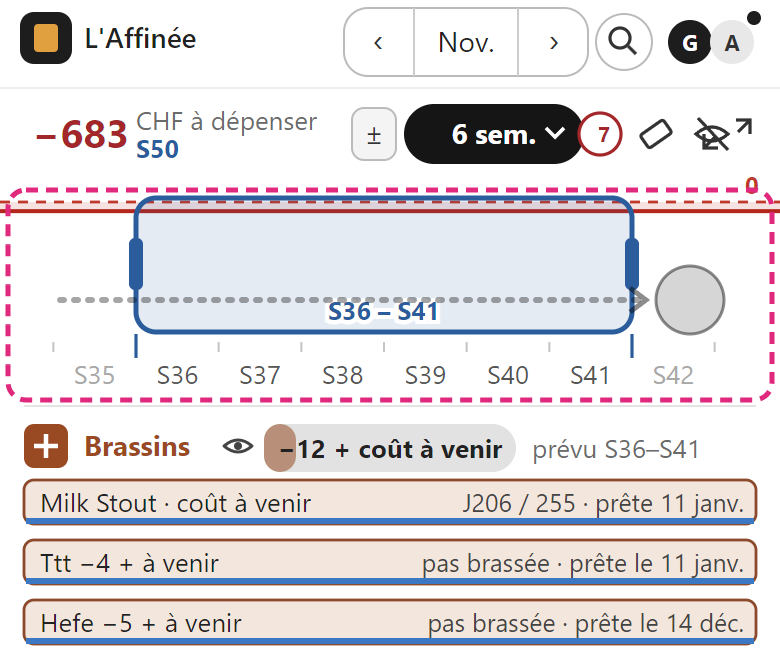 L'Affinée
‹ Nov. ›
G A
−683 CHF à dépenser
S50
± 6 sem. 7
0
S36 – S41
S35 S36 S37 S38 S39 S40 S41 S42
+ Brassins −12 + coût à venir prévu S36–S41
Milk Stout · coût à venir J206 / 255 · prête 11 janv.
Ttt −4 + à venir pas brassée · prête le 11 janv.
Hefe −5 + à venir pas brassée · prête le 14 déc.